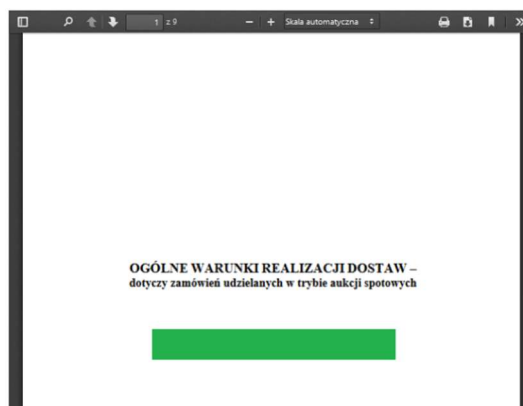 1 z 9 Skala automatyczna
OGÓLNE WARUNKI REALIZACJI DOSTAW –
dotyczy zamówień udzielanych w trybie aukcji spotowych